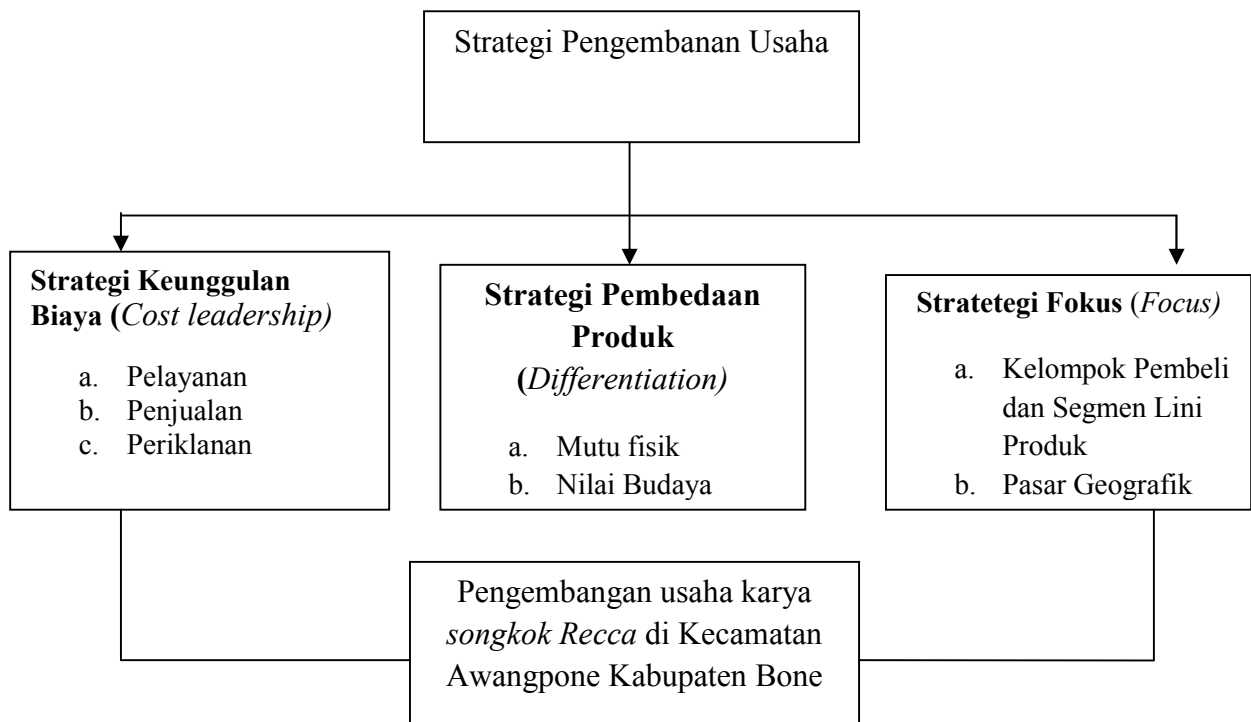 Strategi Pengembanan Usaha
Strategi Keunggulan
Biaya (Cost leadership)
a. Pelayanan
b. Penjualan
c. Periklanan
Strategi Pembedaan
Produk
(Differentiation)
a. Mutu fisik
b. Nilai Budaya
Stratetegi Fokus (Focus)
a. Kelompok Pembeli
dan Segmen Lini
Produk
b. Pasar Geografik
Pengembangan usaha karya
songkok Recca di Kecamatan
Awangpone Kabupaten Bone